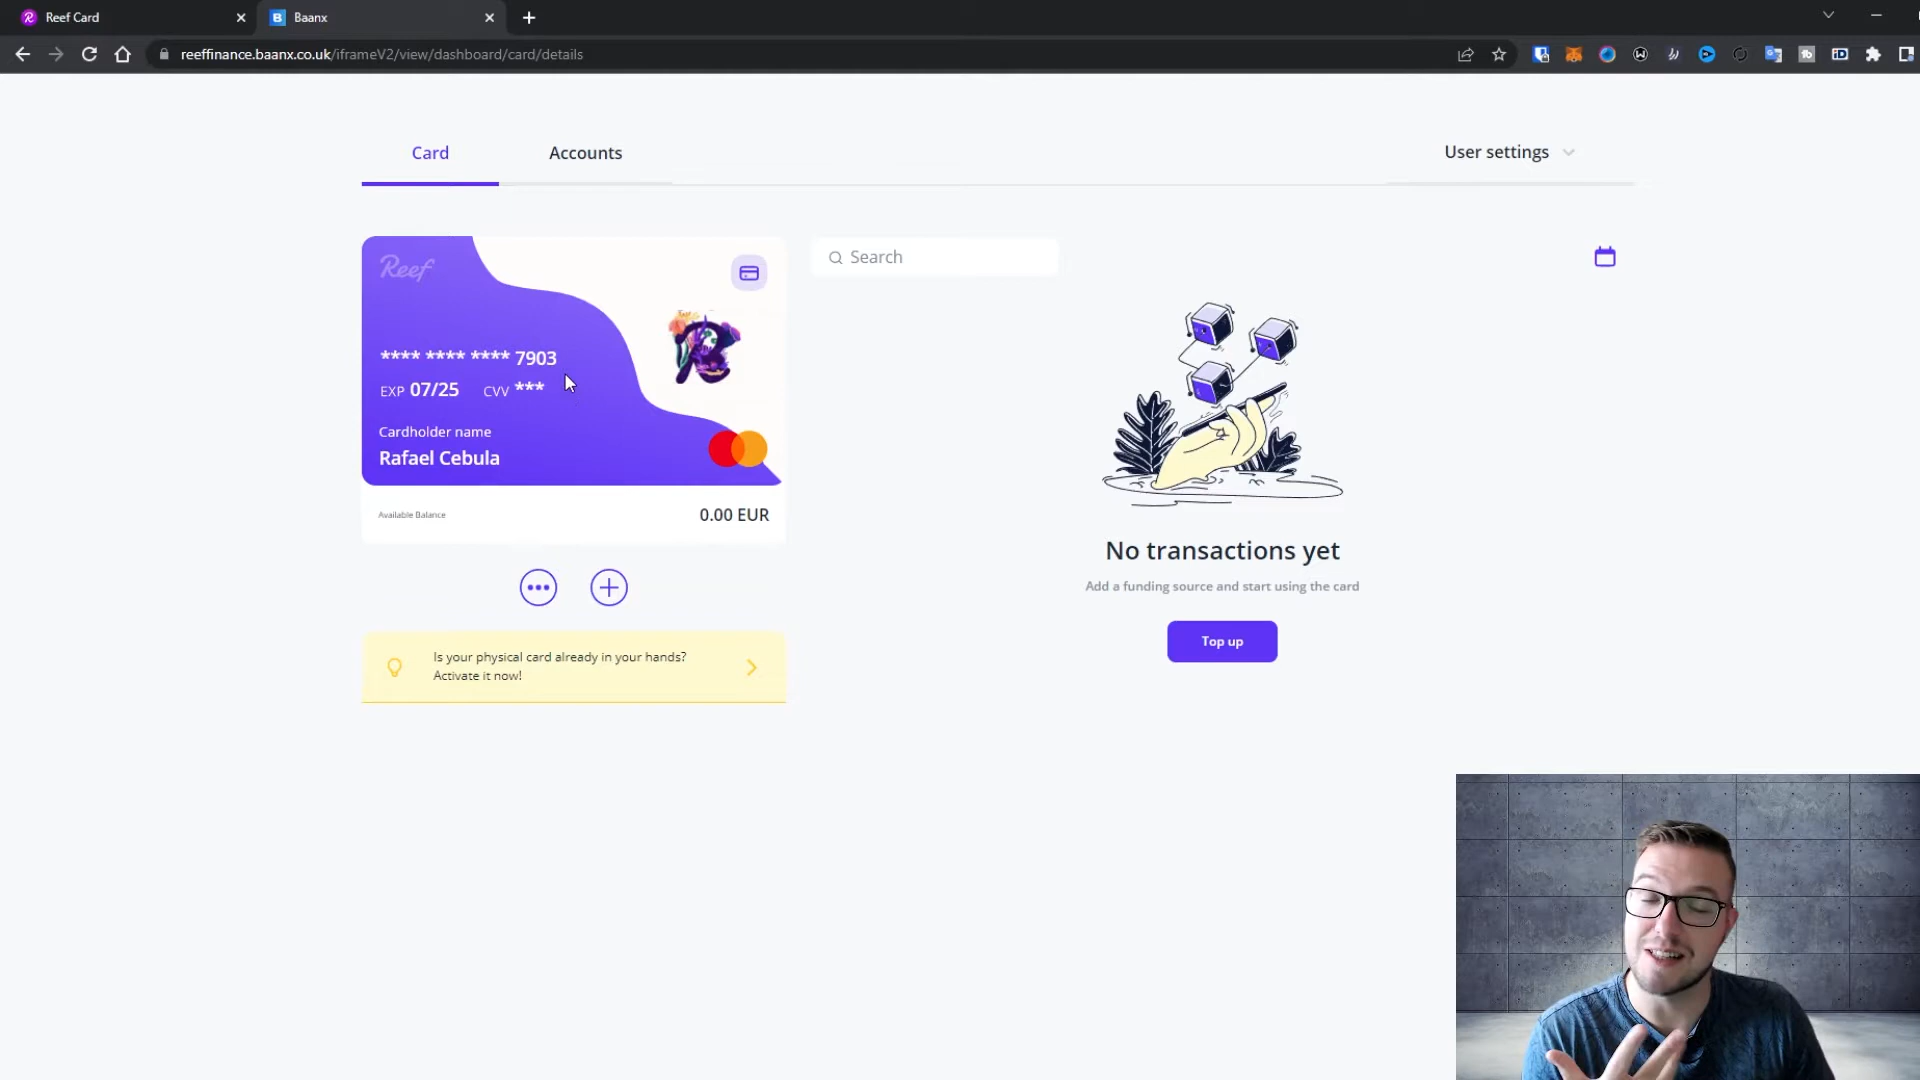 Reef Card
Baanx
reeffinance.baanx.co.uk/iframeV2/view/dashboard/card/details
Card
Accounts
User settings
Reef
**** **** **** 7903
EXP 07/25 CVV ***
Cardholder name
Rafael Cebula
Available Balance
0.00 EUR
Is your physical card already in your hands?
Activate it now!
Search
No transactions yet
Add a funding source and start using the card
Top up